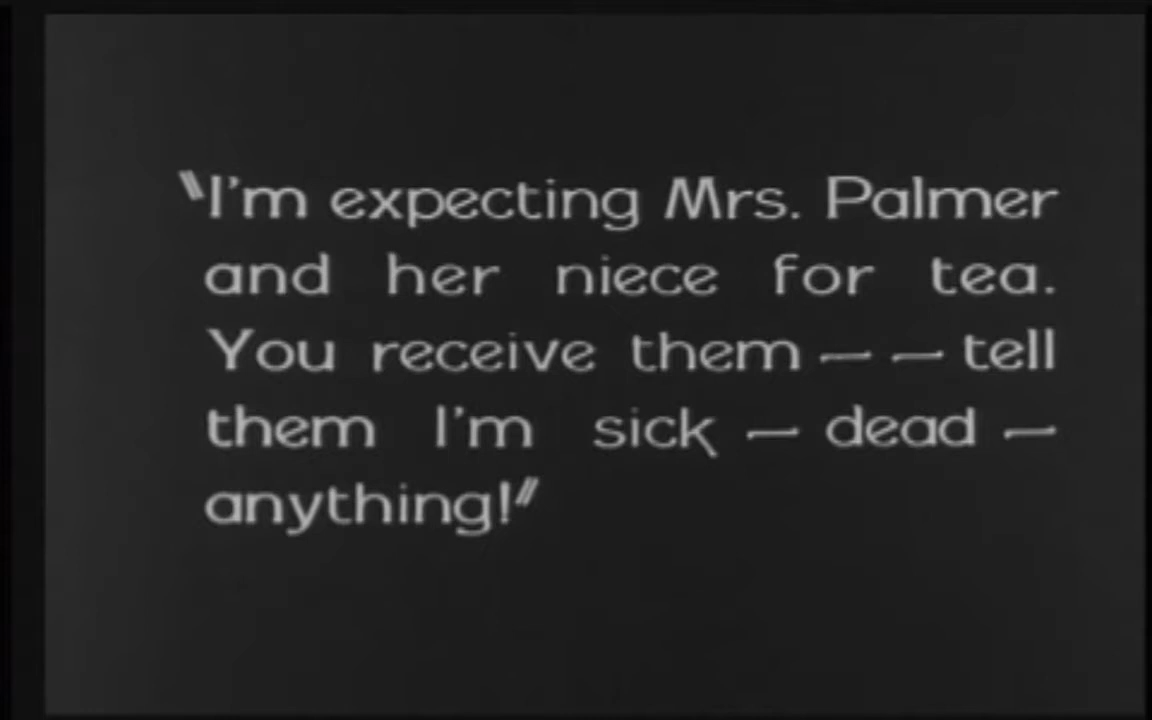 "I'm expecting Mrs. Palmer
and her niece for tea.
You receive them — — tell
them I'm sick — dead —
anything!"